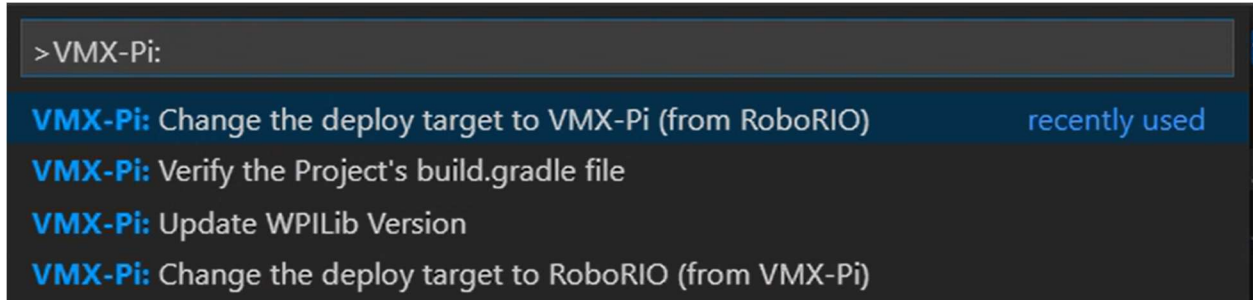 >VMX-Pi:
VMX-Pi: Change the deploy target to VMX-Pi (from RoboRIO) recently used
VMX-Pi: Verify the Project's build.gradle file
VMX-Pi: Update WPILib Version
VMX-Pi: Change the deploy target to RoboRIO (from VMX-Pi)